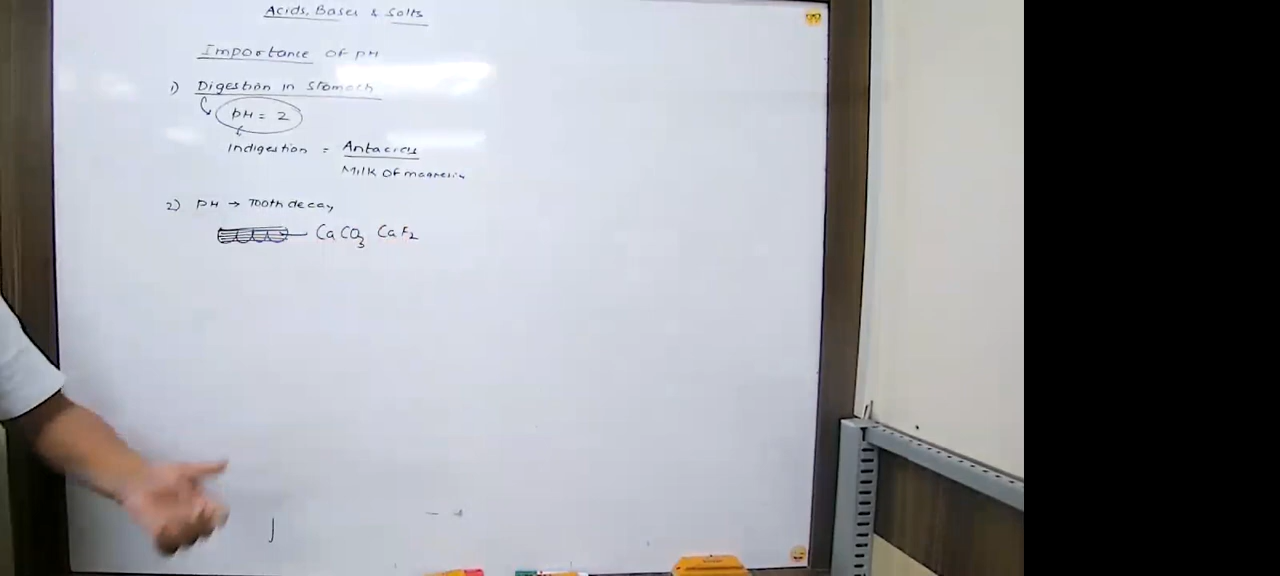 Acids, Bases & Salts
Importance of pH
1) Digestion in Stomach
pH = 2
Indigestion = Antacids
Milk of magnesia
2) pH → Tooth decay
CaCO3 CaF2